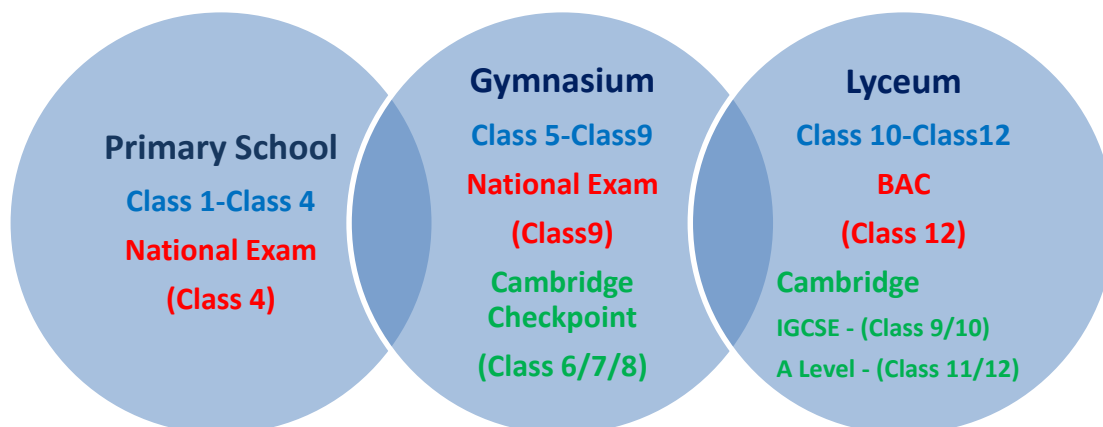 Primary School
Class 1-Class 4
National Exam
(Class 4)
Gymnasium
Class 5-Class9
National Exam
(Class9)
Cambridge
Checkpoint
(Class 6/7/8)
Lyceum
Class 10-Class12
BAC
(Class 12)
Cambridge
IGCSE - (Class 9/10)
A Level - (Class 11/12)